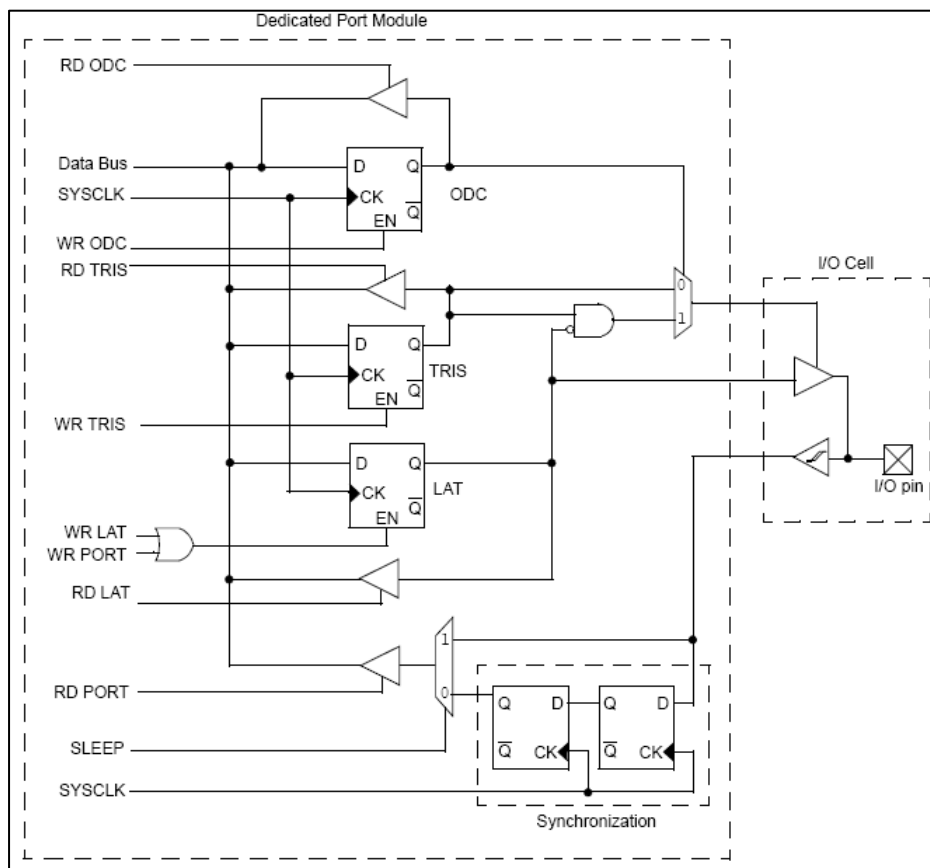 Dedicated Port Module
RD ODC
Data Bus
D
Q
SYSCLK
CK
ODC
Q̅
EN
WR ODC
RD TRIS
I/O Cell
0
1
D
Q
TRIS
CK
Q̅
EN
WR TRIS
D
Q
LAT
CK
Q̅
I/O pin
EN
WR LAT
WR PORT
RD LAT
1
0
Q
D
Q
D
RD PORT
Q̅
CK
Q̅
CK
SLEEP
SYSCLK
Synchronization